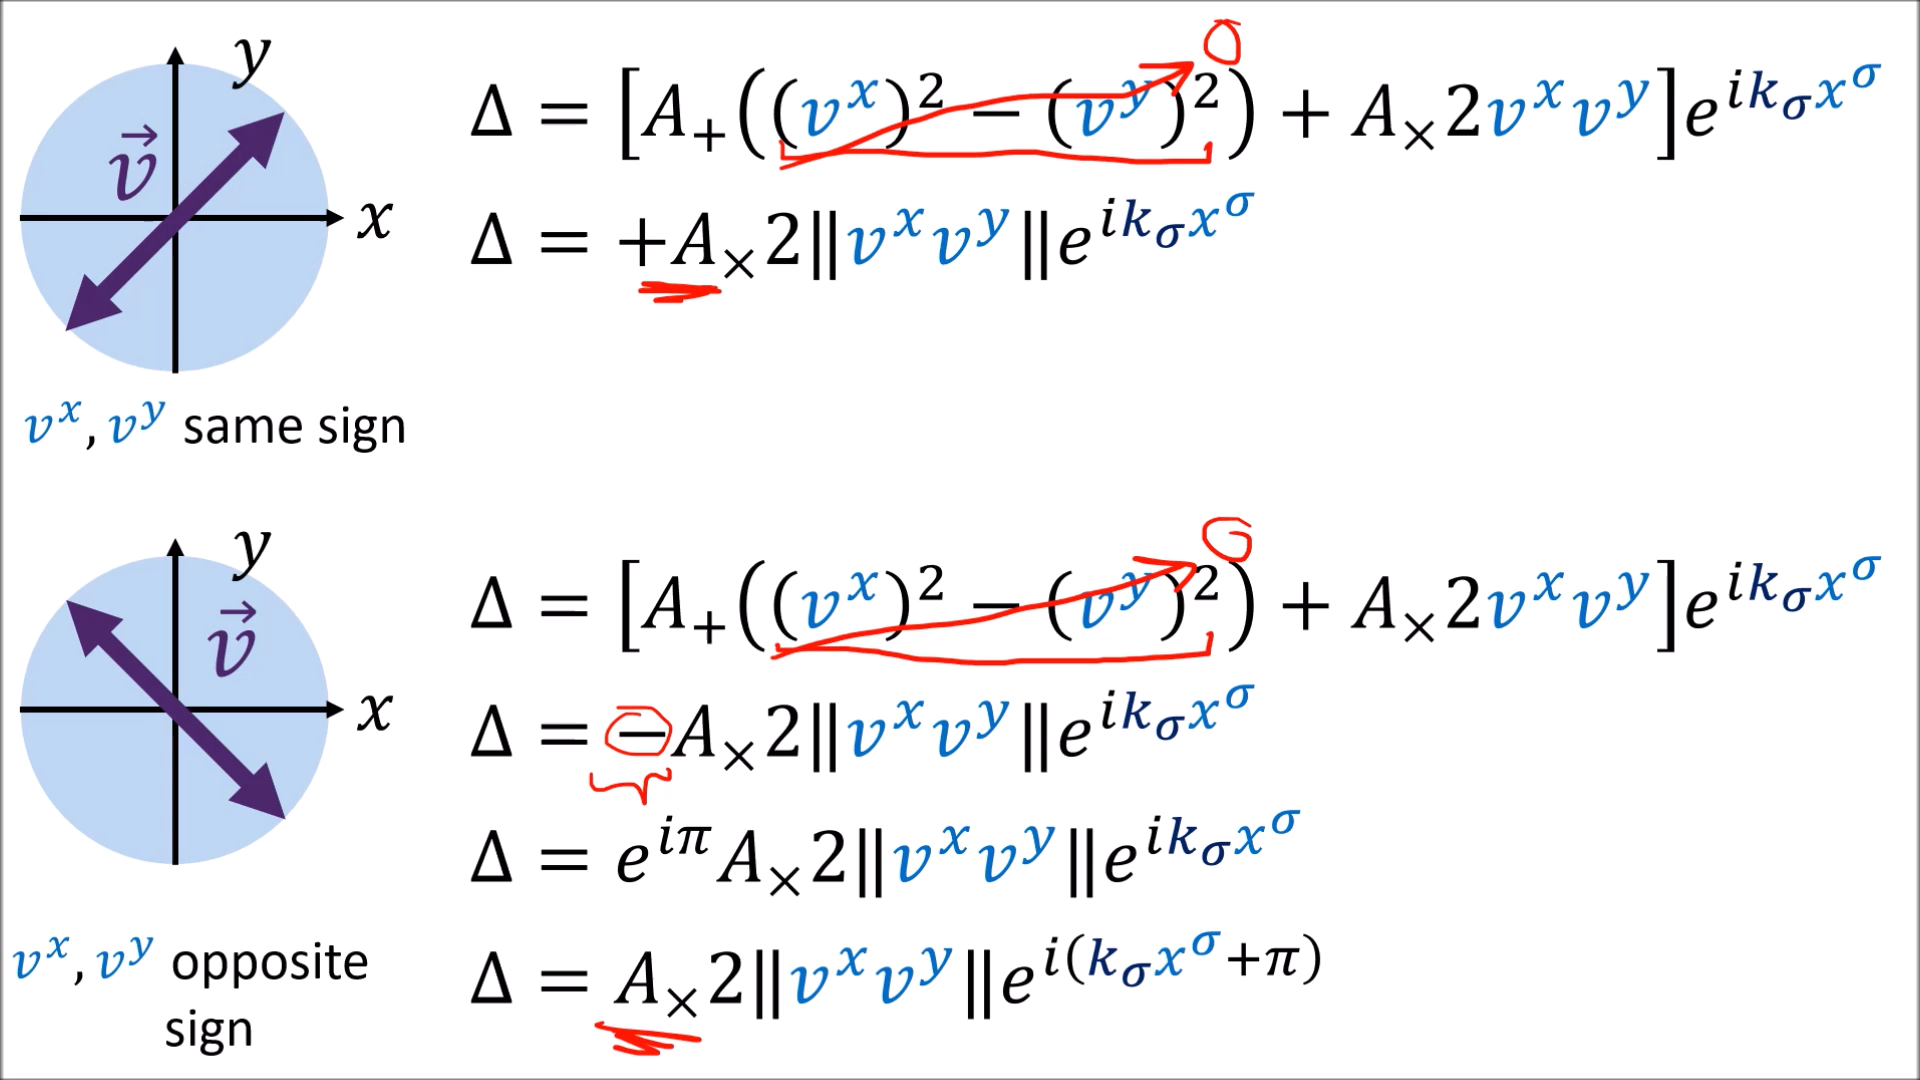 y
v⃗
x
vˣ, vʸ same sign
Δ = [A₊((vˣ)² − (vʸ)²) + A×2vˣvʸ]e^{ik_σx^σ}
0
Δ = +A×2‖vˣvʸ‖e^{ik_σx^σ}
y
v⃗
x
vˣ, vʸ opposite
sign
Δ = [A₊((vˣ)² − (vʸ)²) + A×2vˣvʸ]e^{ik_σx^σ}
0
Δ = −A×2‖vˣvʸ‖e^{ik_σx^σ}
Δ = e^{iπ}A×2‖vˣvʸ‖e^{ik_σx^σ}
Δ = A×2‖vˣvʸ‖e^{i(k_σx^σ+π)}